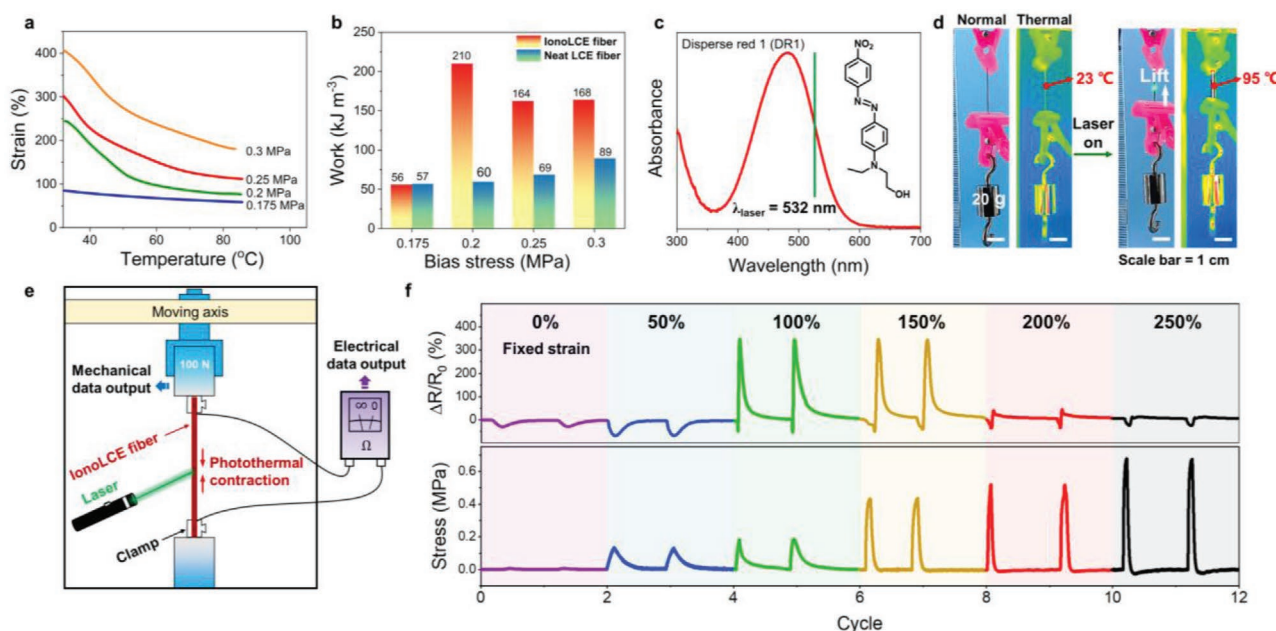 a
Strain (%)
400
300
200
100
0
40
60
80
100
0.3 MPa
0.25 MPa
0.2 MPa
0.175 MPa
Temperature (°C)
b
Work (kJ m⁻³)
250
200
150
100
50
0
IonoLCE fiber
Neat LCE fiber
56
57
210
60
164
69
168
89
0.175
0.2
0.25
0.3
Bias stress (MPa)
c
Absorbance
Disperse red 1 (DR1)
NO₂
N
N
N
OH
λlaser = 532 nm
300
400
500
600
700
Wavelength (nm)
d
Normal Thermal
23 ℃
20 g
Laser
on
Lift
95 ℃
Scale bar = 1 cm
e
Moving axis
100 N
Mechanical
data output
Electrical
data output
∞ 0
Ω
IonoLCE fiber
Laser
Photothermal
contraction
Clamp
f
ΔR/R₀ (%)
400
300
200
100
0
0% 50% 100% 150% 200% 250%
Fixed strain
Stress (MPa)
0.6
0.4
0.2
0.0
0 2 4 6 8 10 12
Cycle